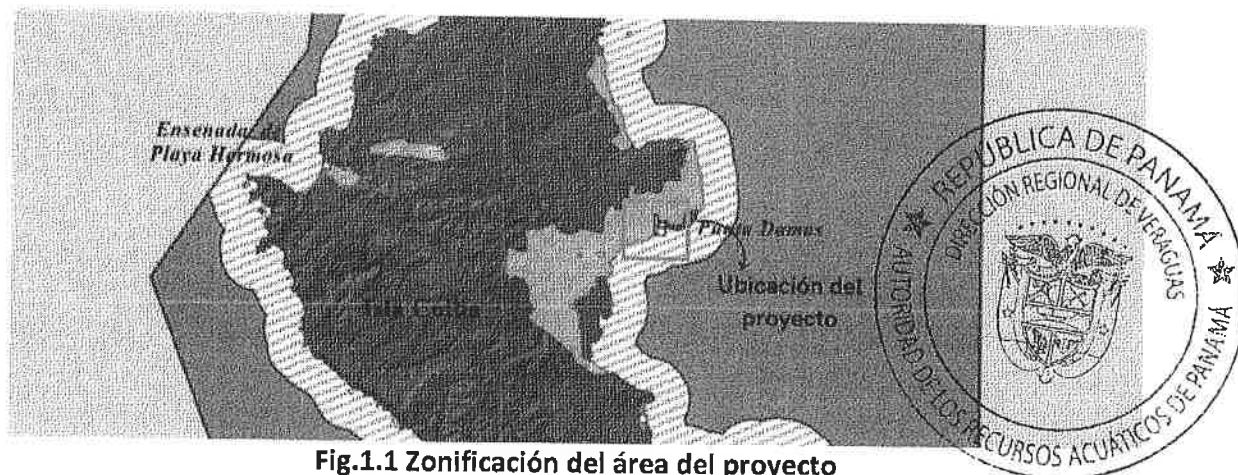 Ensenada de
Playa Hermosa
Punta Damas
Ubicación del
proyecto
Isla Coiba
REPÚBLICA DE PANAMÁ
DIRECCIÓN REGIONAL DE VERAGUAS
AUTORIDAD DE LOS RECURSOS ACUÁTICOS DE PANAMÁ
Fig.1.1 Zonificación del área del proyecto